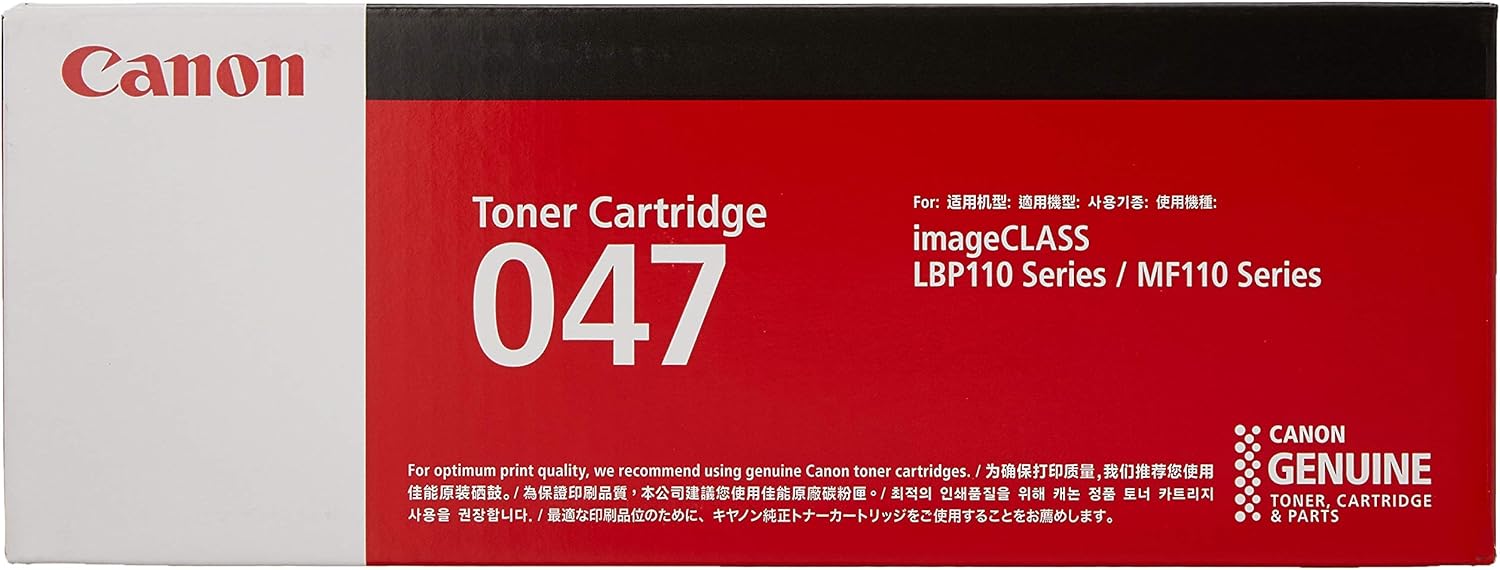 Canon
Toner Cartridge
047
For: 适用机型: 適用機型: 사용기종: 使用機種:
imageCLASS
LBP110 Series / MF110 Series
For optimum print quality, we recommend using genuine Canon toner cartridges. / 为确保打印质量,我们推荐您使用
佳能原装硒鼓。/ 為保證印刷品質，本公司建議您使用佳能原廠碳粉匣。/ 최적의 인쇄품질을 위해 캐논 정품 토너 카트리지
사용을 권장합니다. / 最適な印刷品位のために、キヤノン純正トナーカートリッジをご使用することをお薦めします。
CANON
GENUINE
TONER, CARTRIDGE
& PARTS